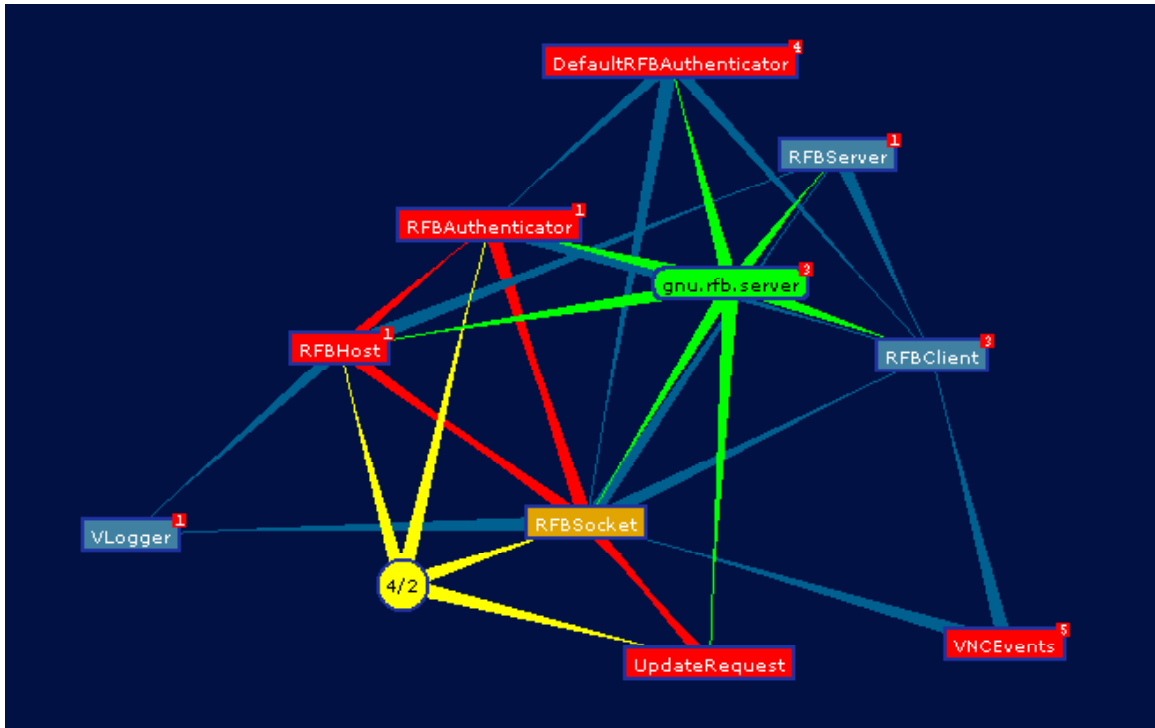 4
DefaultRFBAuthenticator
1
RFBServer
1
RFBAuthenticator
3
gnu.rfb.server
1
RFBHost
3
RFBClient
1
VLogger
RFBSocket
4/2
5
VNCEvents
UpdateRequest